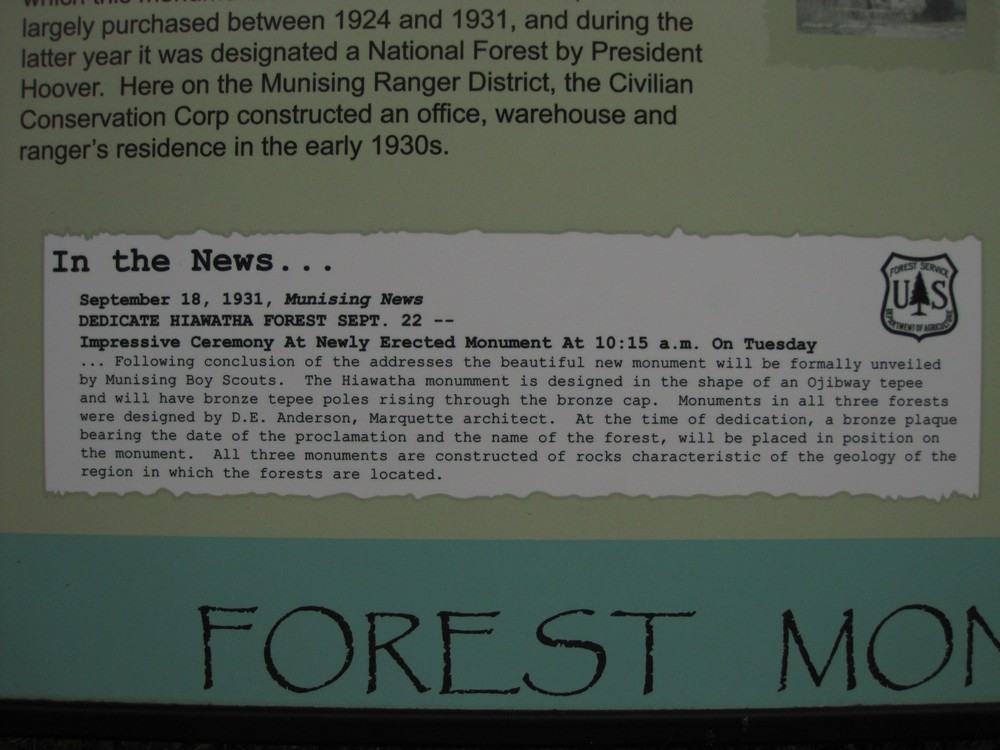 which this
largely purchased between 1924 and 1931, and during the
latter year it was designated a National Forest by President
Hoover. Here on the Munising Ranger District, the Civilian
Conservation Corp constructed an office, warehouse and
ranger's residence in the early 1930s.
In the News...
September 18, 1931, Munising News
DEDICATE HIAWATHA FOREST SEPT. 22 --
Impressive Ceremony At Newly Erected Monument At 10:15 a.m. On Tuesday
... Following conclusion of the addresses the beautiful new monument will be formally unveiled
by Munising Boy Scouts. The Hiawatha monumment is designed in the shape of an Ojibway tepee
and will have bronze tepee poles rising through the bronze cap. Monuments in all three forests
were designed by D.E. Anderson, Marquette architect. At the time of dedication, a bronze plaque
bearing the date of the proclamation and the name of the forest, will be placed in position on
the monument. All three monuments are constructed of rocks characteristic of the geology of the
region in which the forests are located.
FOREST SERVICE
U S
DEPARTMENT OF AGRICULTURE
FOREST MON